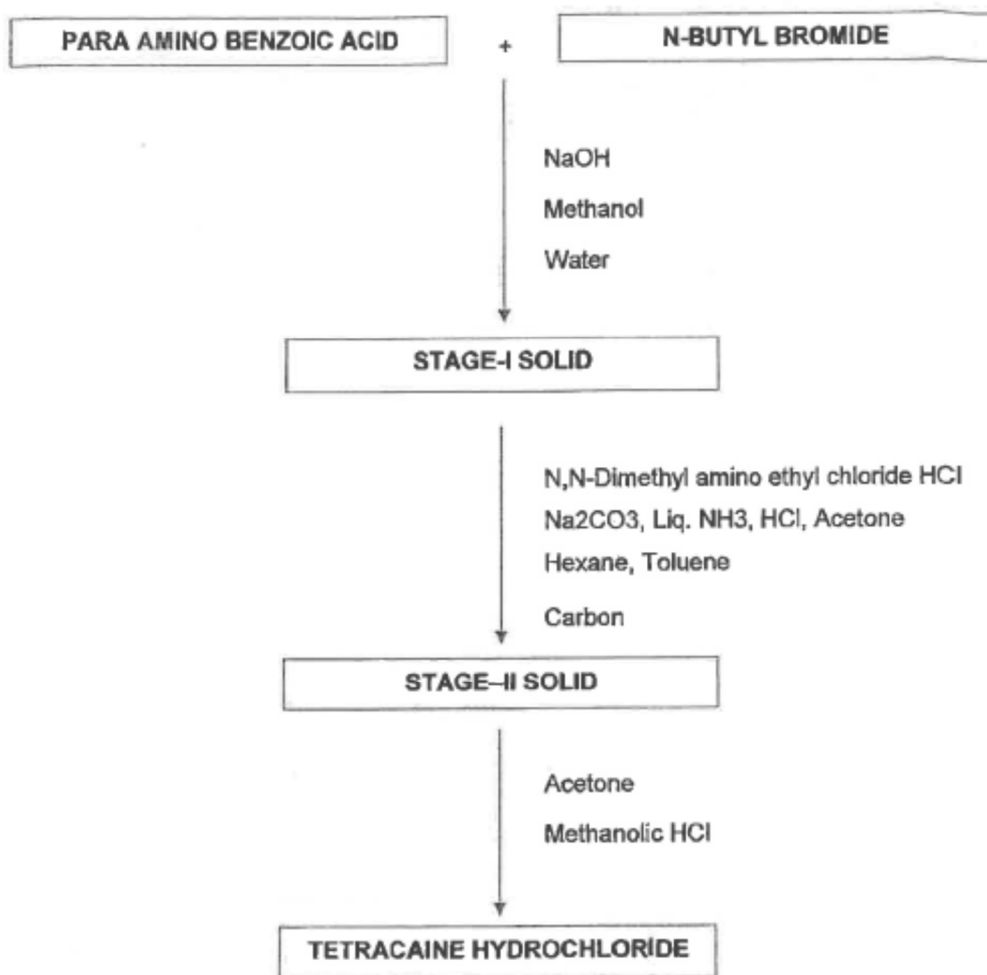 PARA AMINO BENZOIC ACID + N-BUTYL BROMIDE
NaOH
Methanol
Water
STAGE-I SOLID
N,N-Dimethyl amino ethyl chloride HCl
Na2CO3, Liq. NH3, HCl, Acetone
Hexane, Toluene
Carbon
STAGE–II SOLID
Acetone
Methanolic HCl
TETRACAINE HYDROCHLORIDE